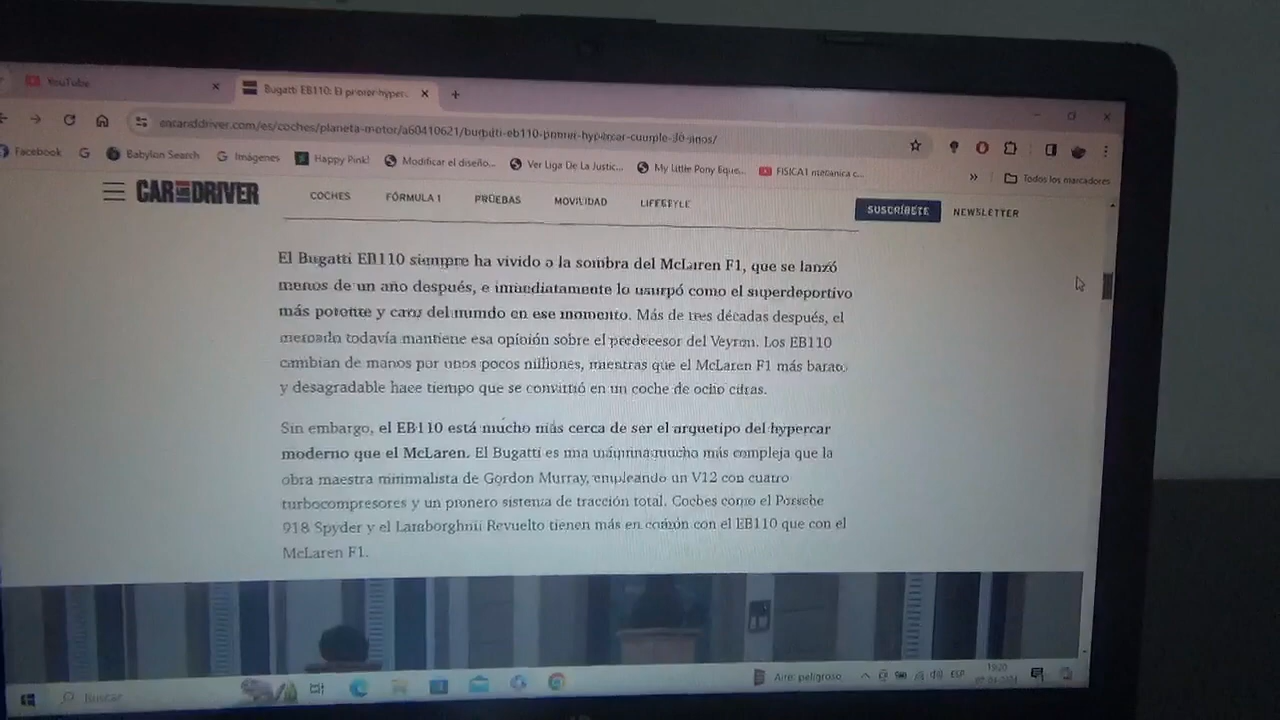 YouTube
Bugatti EB110: El primer hyperc
caranddriver.com/es/coches/planeta-motor/a60410621/bugatti-eb110-primer-hypercar-cumple-30-anos/
Facebook G Babylon Search Imágenes Happy Pink! Modificar el diseño... Ver Liga De La Justic... My Little Pony Eque... FISICA1 mecanica c... » Todos los marcadores
CAR AND DRIVER COCHES FÓRMULA 1 PRUEBAS MOVILIDAD LIFESTYLE SUSCRÍBETE NEWSLETTER
El Bugatti EB110 siempre ha vivido a la sombra del McLaren F1, que se lanzó
menos de un año después, e inmediatamente lo usurpó como el superdeportivo
más potente y caro del mundo en ese momento. Más de tres décadas después, el
mercado todavía mantiene esa opinión sobre el predecesor del Veyron. Los EB110
cambian de manos por unos pocos millones, mientras que el McLaren F1 más barato
y desagradable hace tiempo que se convirtió en un coche de ocho cifras.
Sin embargo, el EB110 está mucho más cerca de ser el arquetipo del hypercar
moderno que el McLaren. El Bugatti es una máquina mucho más compleja que la
obra maestra minimalista de Gordon Murray, empleando un V12 con cuatro
turbocompresores y un pionero sistema de tracción total. Coches como el Porsche
918 Spyder y el Lamborghini Revuelto tienen más en común con el EB110 que con el
McLaren F1.
Buscar Aire: peligroso ESP 19:20